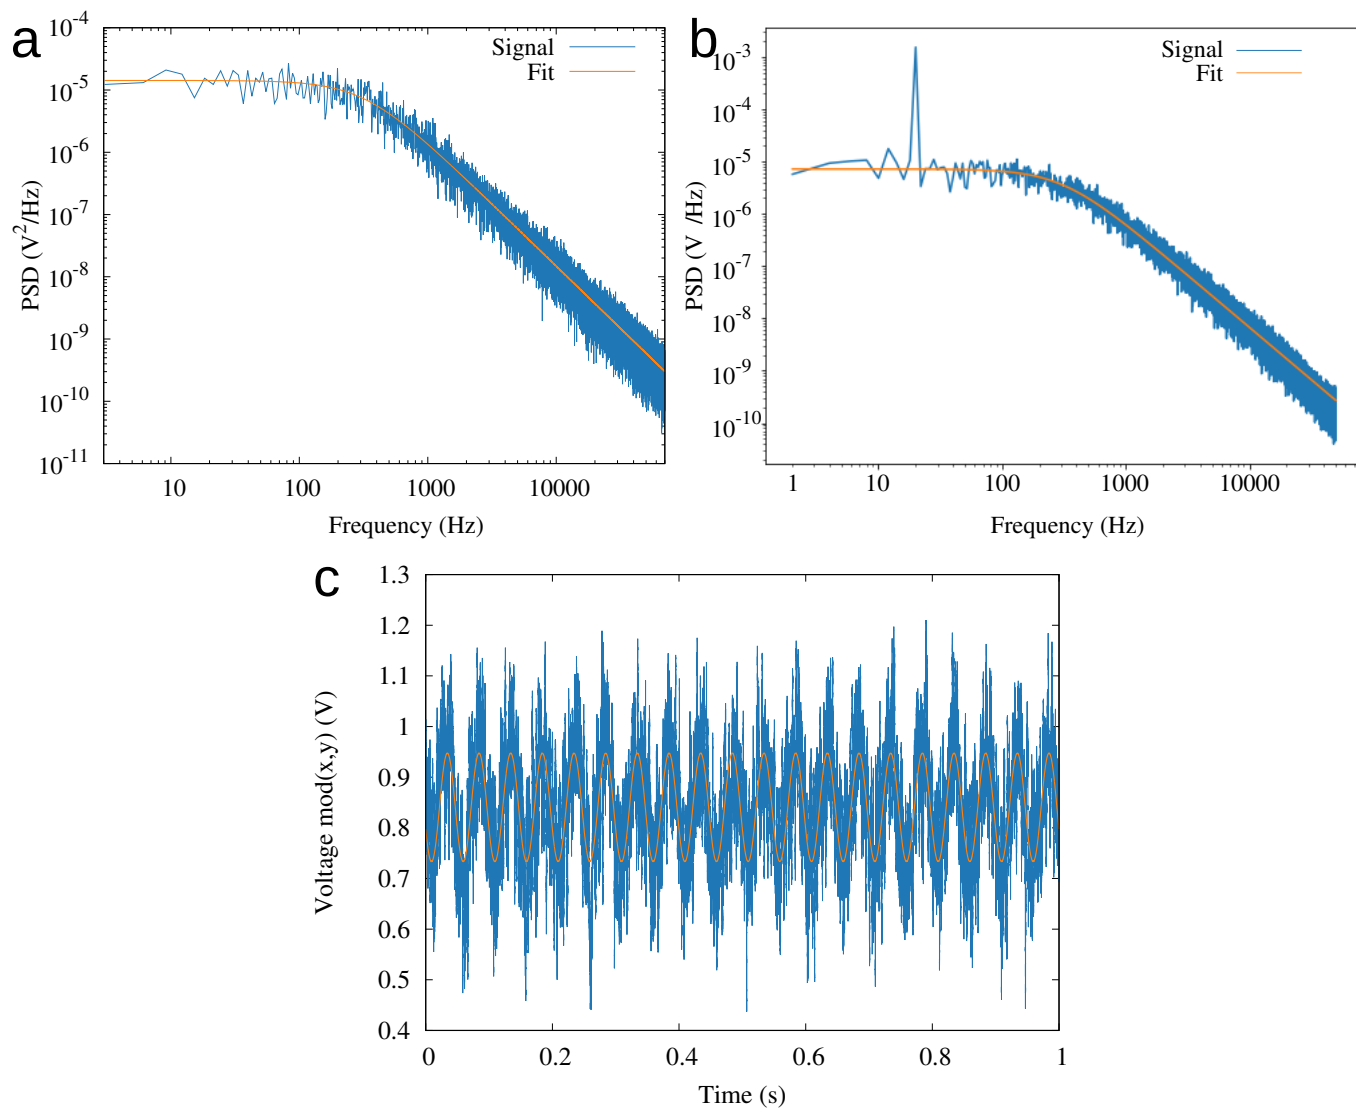 a
10^-4
10^-5
10^-6
10^-7
10^-8
10^-9
10^-10
10^-11
PSD (V^2/Hz)
Signal
Fit
10 100 1000 10000
Frequency (Hz)
b
10^-3
10^-4
10^-5
10^-6
10^-7
10^-8
10^-9
10^-10
PSD (V /Hz)
Signal
Fit
1 10 100 1000 10000
Frequency (Hz)
c
1.3
1.2
1.1
1
0.9
0.8
0.7
0.6
0.5
0.4
Voltage mod(x,y) (V)
0 0.2 0.4 0.6 0.8 1
Time (s)